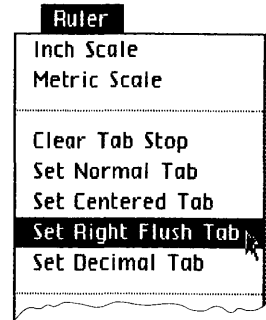 Ruler
Inch Scale
Metric Scale
Clear Tab Stop
Set Normal Tab
Set Centered Tab
Set Right Flush Tab
Set Decimal Tab